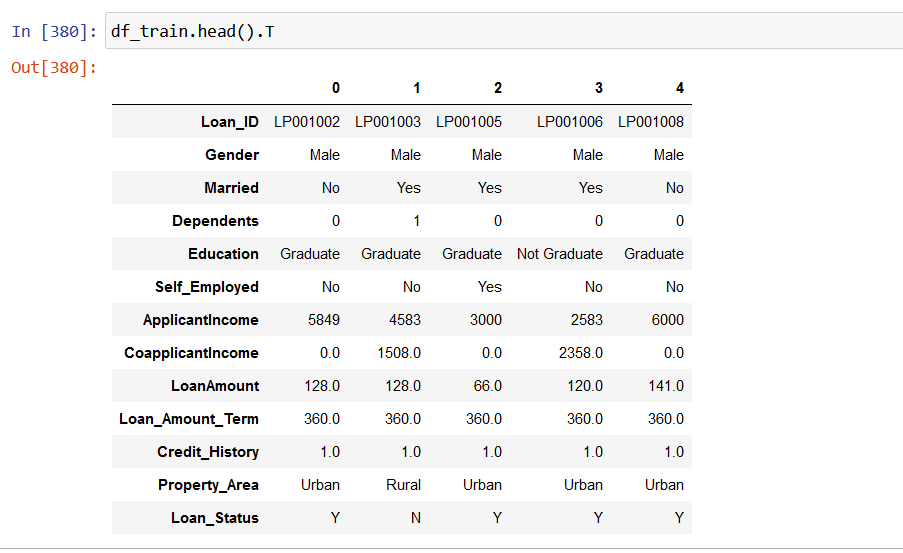 In [380]: df_train.head().T
Out[380]:
0 1 2 3 4
Loan_ID LP001002 LP001003 LP001005 LP001006 LP001008
Gender Male Male Male Male Male
Married No Yes Yes Yes No
Dependents 0 1 0 0 0
Education Graduate Graduate Graduate Not Graduate Graduate
Self_Employed No No Yes No No
ApplicantIncome 5849 4583 3000 2583 6000
CoapplicantIncome 0.0 1508.0 0.0 2358.0 0.0
LoanAmount 128.0 128.0 66.0 120.0 141.0
Loan_Amount_Term 360.0 360.0 360.0 360.0 360.0
Credit_History 1.0 1.0 1.0 1.0 1.0
Property_Area Urban Rural Urban Urban Urban
Loan_Status Y N Y Y Y